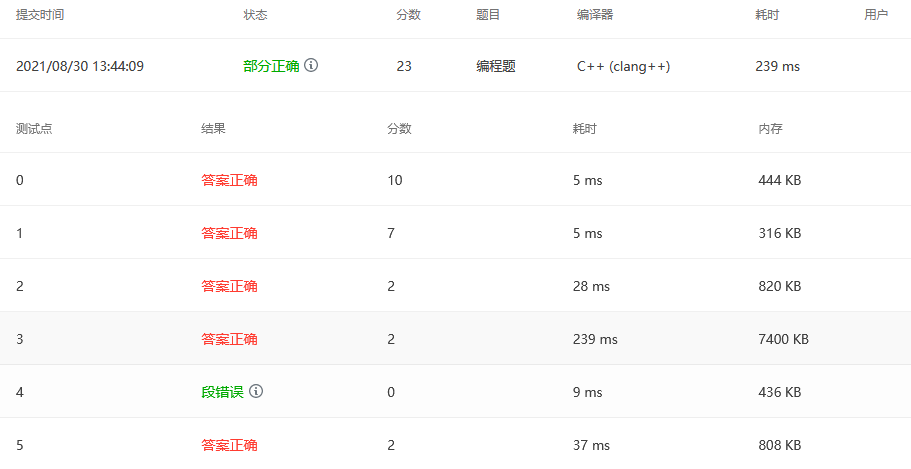 提交时间 状态 分数 题目 编译器 耗时 用户
2021/08/30 13:44:09 部分正确 23 编程题 C++ (clang++) 239 ms
测试点 结果 分数 耗时 内存
0 答案正确 10 5 ms 444 KB
1 答案正确 7 5 ms 316 KB
2 答案正确 2 28 ms 820 KB
3 答案正确 2 239 ms 7400 KB
4 段错误 0 9 ms 436 KB
5 答案正确 2 37 ms 808 KB